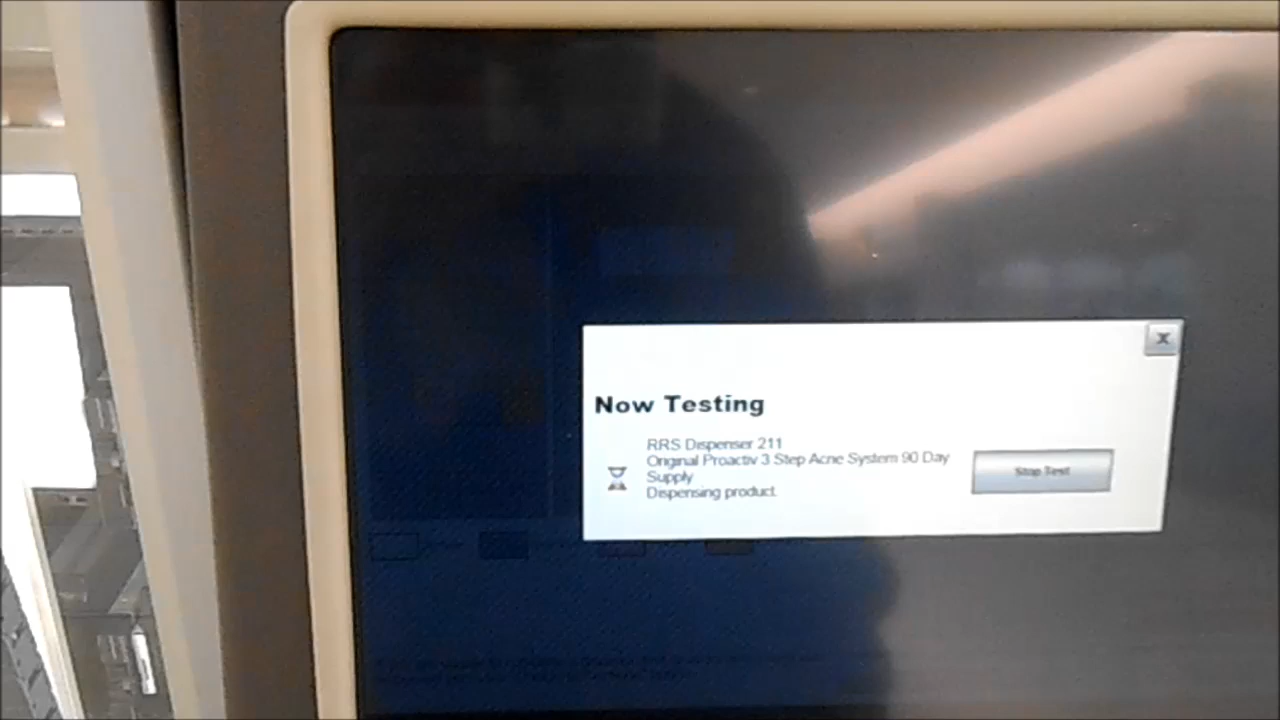 X
Now Testing
RRS Dispenser 211
Original Proactiv 3 Step Acne System 90 Day
Supply
Dispensing product.
Stop Test